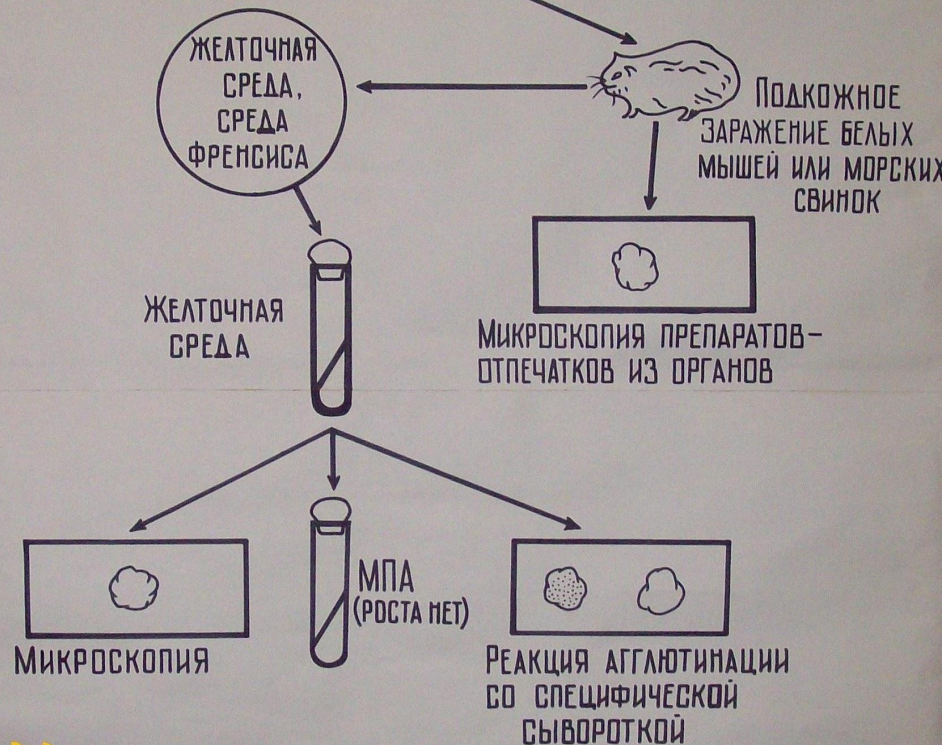 ЖЕЛТОЧНАЯ
СРЕДА,
СРЕДА
ФРЕНСИСА
ПОДКОЖНОЕ
ЗАРАЖЕНИЕ БЕЛЫХ
МЫШЕЙ ИЛИ МОРСКИХ
СВИНОК
ЖЕЛТОЧНАЯ
СРЕДА
МИКРОСКОПИЯ ПРЕПАРАТОВ-
ОТПЕЧАТКОВ ИЗ ОРГАНОВ
МПА
(РОСТА НЕТ)
МИКРОСКОПИЯ
РЕАКЦИЯ АГГЛЮТИНАЦИИ
СО СПЕЦИФИЧЕСКОЙ
СЫВОРОТКОЙ